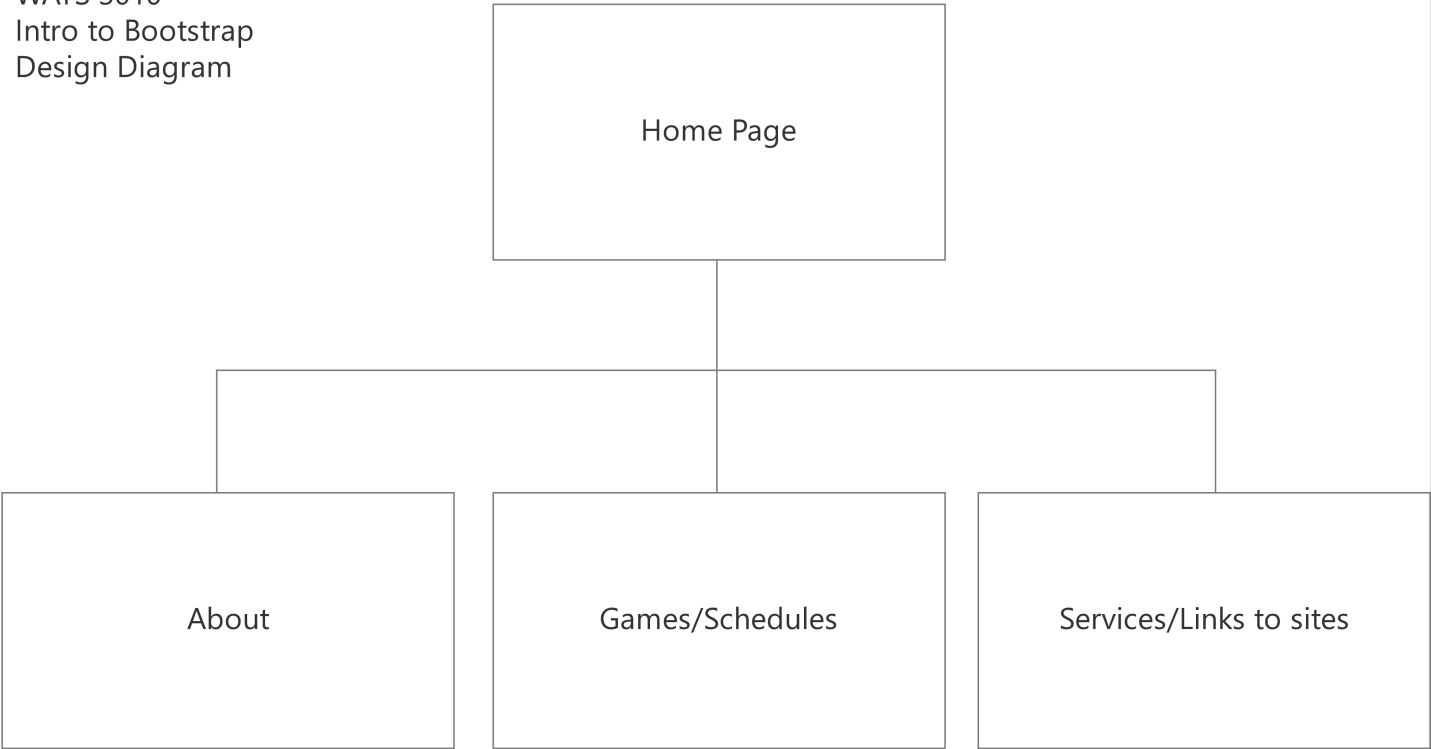 Intro to Bootstrap
Design Diagram
Home Page
About
Games/Schedules
Services/Links to sites